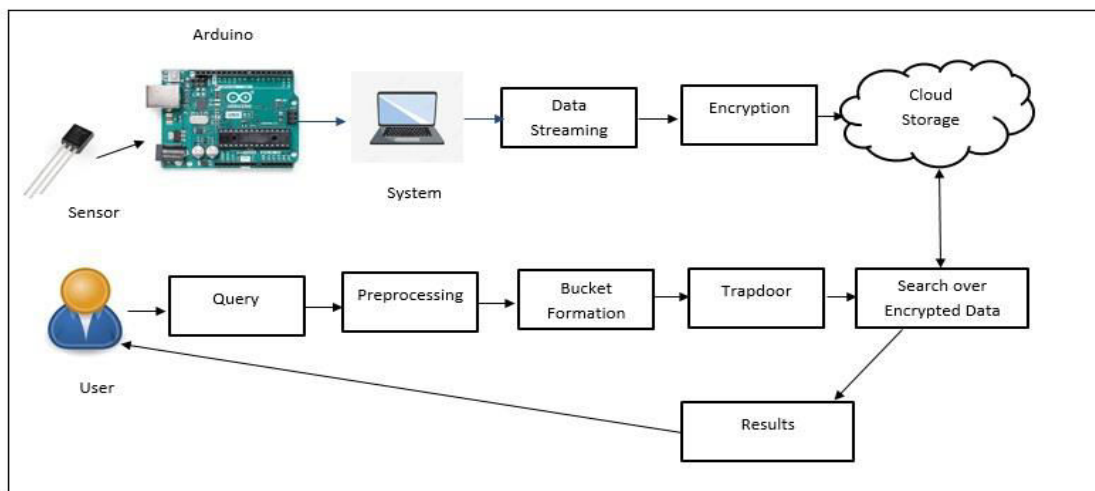 Arduino
Sensor
System
Data
Streaming
Encryption
Cloud
Storage
User
Query
Preprocessing
Bucket
Formation
Trapdoor
Search over
Encrypted Data
Results